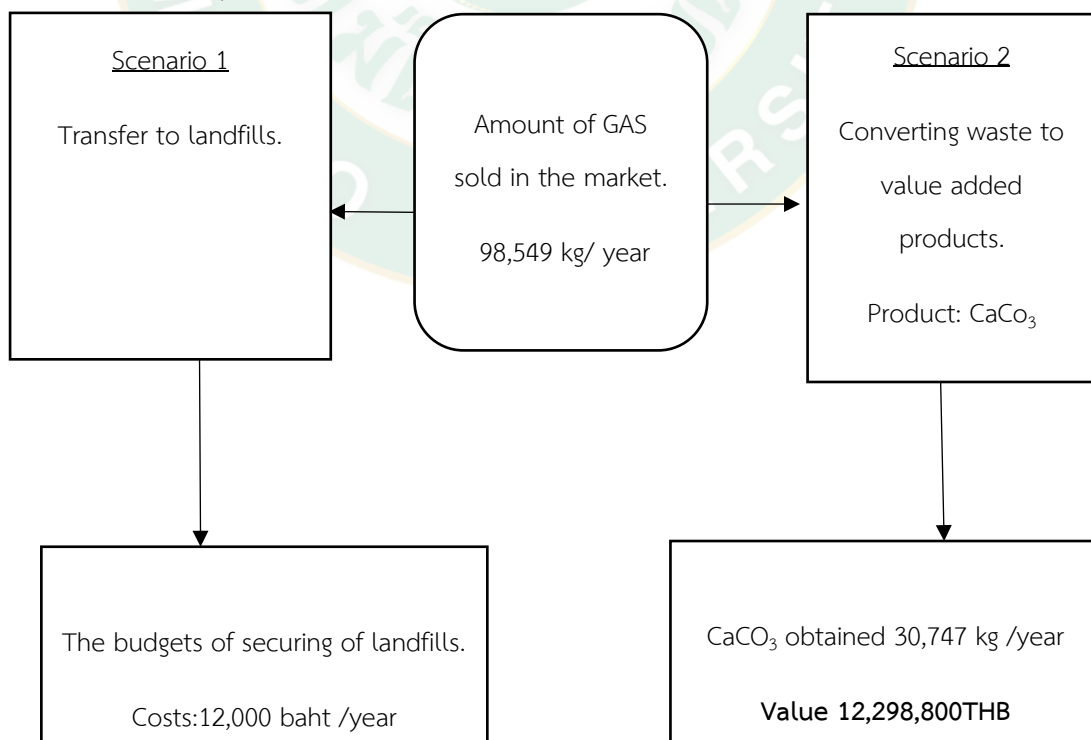 Scenario 1
Transfer to landfills.
Amount of GAS
sold in the market.
98,549 kg/ year
Scenario 2
Converting waste to
value added
products.
Product: CaCo₃
The budgets of securing of landfills.
Costs:12,000 baht /year
CaCO₃ obtained 30,747 kg /year
Value 12,298,800THB